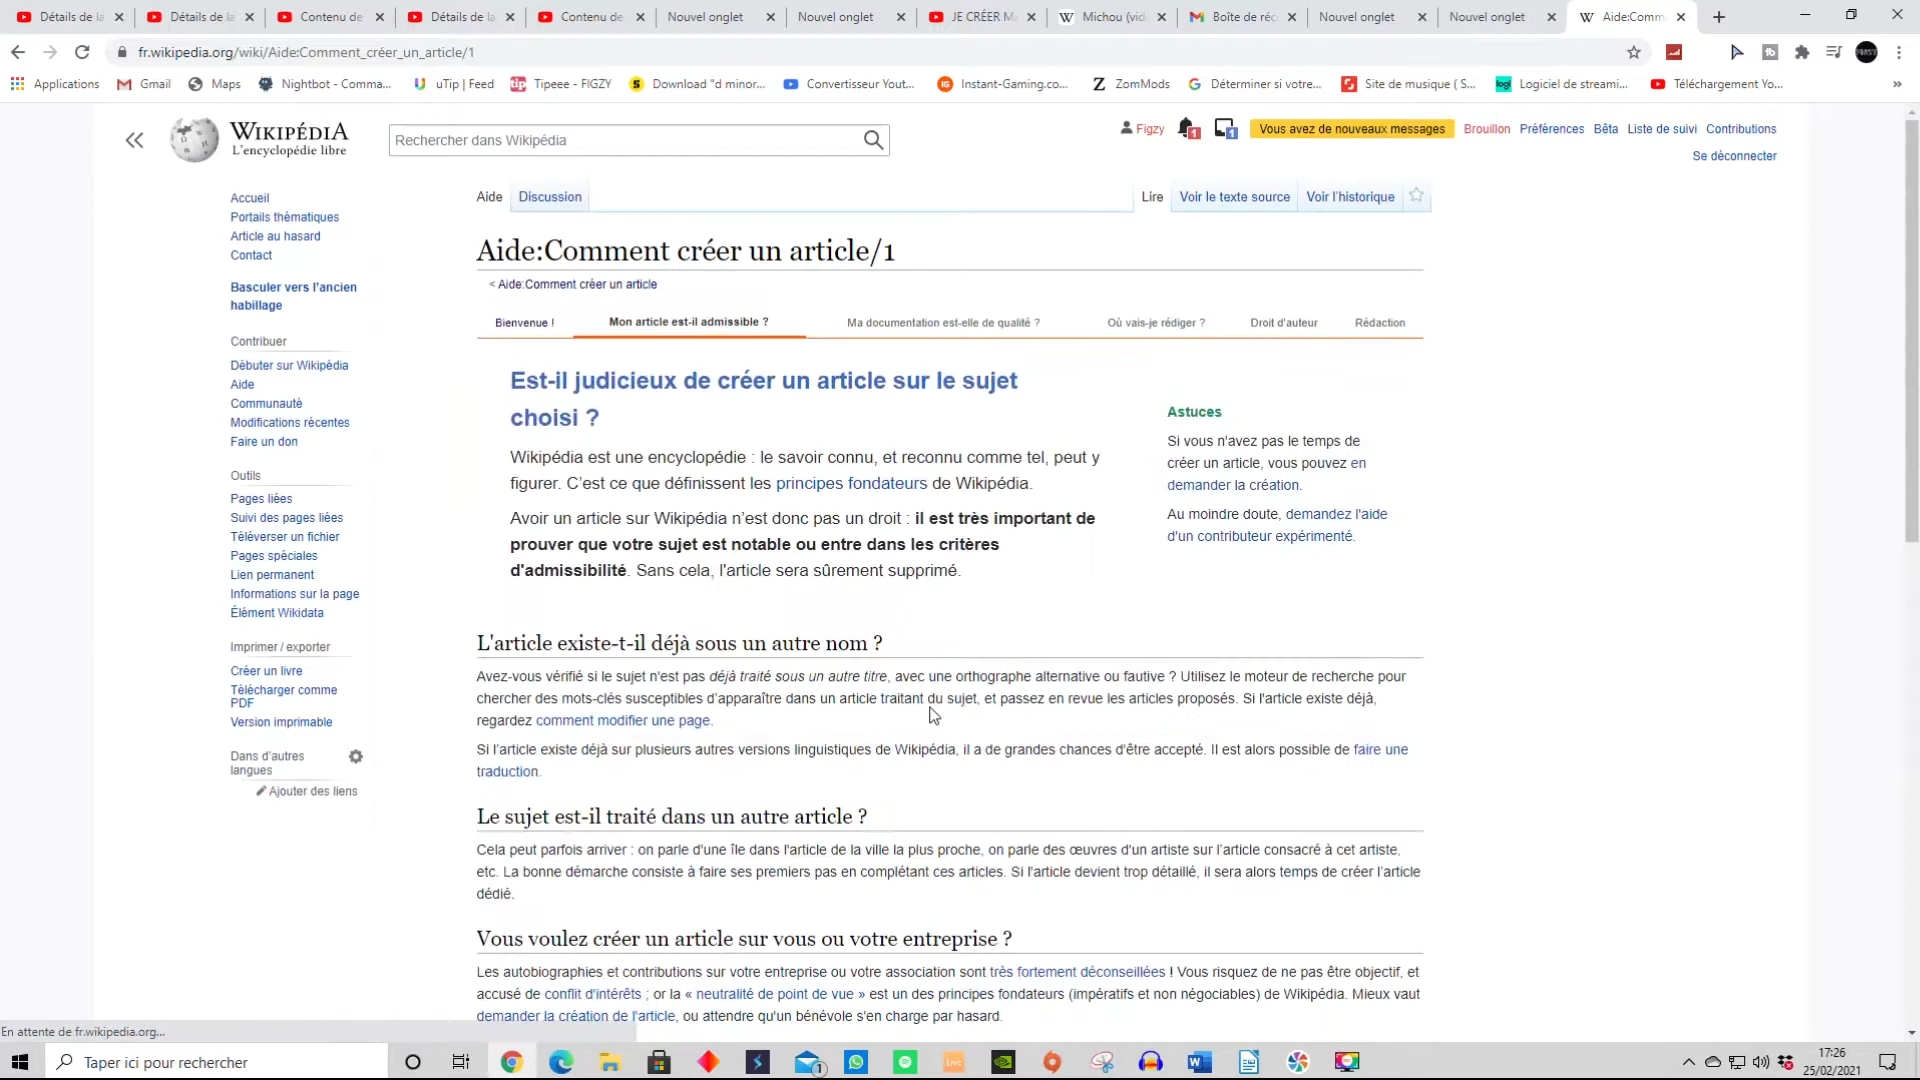 Détails de la
Détails de la
Contenu de
Détails de la
Contenu de
Nouvel onglet
Nouvel onglet
JE CRÉER M
Michou (vid
Boîte de réc
Nouvel onglet
Nouvel onglet
Aide:Comm
fr.wikipedia.org/wiki/Aide:Comment_créer_un_article/1
Applications
Gmail
Maps
Nightbot - Comma...
uTip | Feed
Tipeee - FIGZY
Download "d minor...
Convertisseur Yout...
Instant-Gaming.co...
ZomMods
Déterminer si votre...
Site de musique ( S...
Logiciel de streami...
Téléchargement Yo...
»
WIKIPÉDIA
L'encyclopédie libre
Rechercher dans Wikipédia
Figzy
1
1
Vous avez de nouveaux messages
Brouillon
Préférences
Bêta
Liste de suivi
Contributions
Se déconnecter
Accueil
Portails thématiques
Article au hasard
Contact
Basculer vers l'ancien
habillage
Contribuer
Débuter sur Wikipédia
Aide
Communauté
Modifications récentes
Faire un don
Outils
Pages liées
Suivi des pages liées
Téléverser un fichier
Pages spéciales
Lien permanent
Informations sur la page
Élément Wikidata
Imprimer / exporter
Créer un livre
Télécharger comme
PDF
Version imprimable
Dans d'autres
langues
Ajouter des liens
Aide
Discussion
Lire
Voir le texte source
Voir l'historique
Aide:Comment créer un article/1
< Aide:Comment créer un article
Bienvenue !
Mon article est-il admissible ?
Ma documentation est-elle de qualité ?
Où vais-je rédiger ?
Droit d'auteur
Rédaction
Est-il judicieux de créer un article sur le sujet
choisi ?
Wikipédia est une encyclopédie : le savoir connu, et reconnu comme tel, peut y
figurer. C'est ce que définissent les principes fondateurs de Wikipédia.
Avoir un article sur Wikipédia n'est donc pas un droit : il est très important de
prouver que votre sujet est notable ou entre dans les critères
d'admissibilité. Sans cela, l'article sera sûrement supprimé.
Astuces
Si vous n'avez pas le temps de
créer un article, vous pouvez en
demander la création.
Au moindre doute, demandez l'aide
d'un contributeur expérimenté.
L'article existe-t-il déjà sous un autre nom ?
Avez-vous vérifié si le sujet n'est pas déjà traité sous un autre titre, avec une orthographe alternative ou fautive ? Utilisez le moteur de recherche pour
chercher des mots-clés susceptibles d'apparaître dans un article traitant du sujet, et passez en revue les articles proposés. Si l'article existe déjà,
regardez comment modifier une page.
Si l'article existe déjà sur plusieurs autres versions linguistiques de Wikipédia, il a de grandes chances d'être accepté. Il est alors possible de faire une
traduction.
Le sujet est-il traité dans un autre article ?
Cela peut parfois arriver : on parle d'une île dans l'article de la ville la plus proche, on parle des œuvres d'un artiste sur l'article consacré à cet artiste,
etc. La bonne démarche consiste à faire ses premiers pas en complétant ces articles. Si l'article devient trop détaillé, il sera alors temps de créer l'article
dédié.
Vous voulez créer un article sur vous ou votre entreprise ?
Les autobiographies et contributions sur votre entreprise ou votre association sont très fortement déconseillées ! Vous risquez de ne pas être objectif, et
accusé de conflit d'intérêts ; or la « neutralité de point de vue » est un des principes fondateurs (impératifs et non négociables) de Wikipédia. Mieux vaut
demander la création de l'article, ou attendre qu'un bénévole s'en charge par hasard.
En attente de fr.wikipedia.org...
Taper ici pour rechercher
1
17:26
25/02/2021